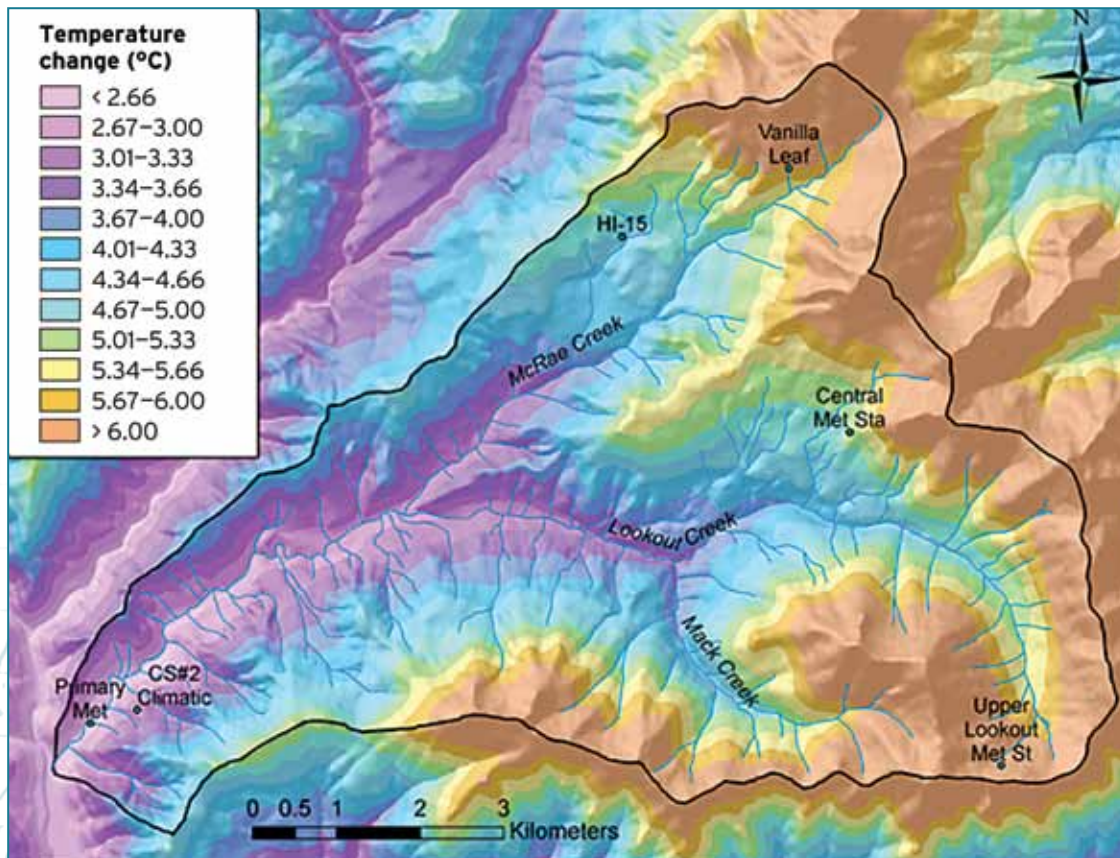 Temperature
change (°C)
< 2.66
2.67–3.00
3.01–3.33
3.34–3.66
3.67–4.00
4.01–4.33
4.34–4.66
4.67–5.00
5.01–5.33
5.34–5.66
5.67–6.00
> 6.00
N
Vanilla
Leaf
HI-15
McRae Creek
Central
Met Sta
Lookout Creek
Mack Creek
CS#2
Climatic
Primary
Met
Upper
Lookout
Met St
0 0.5 1 2 3
Kilometers